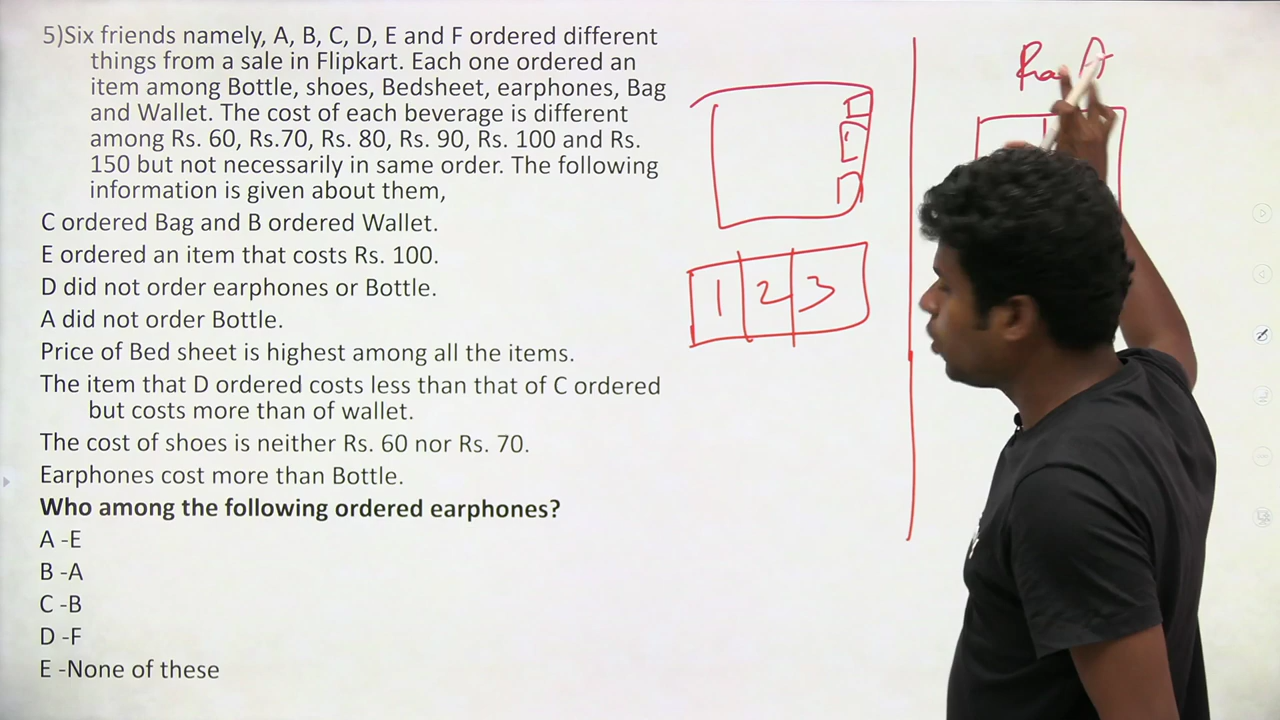 5)Six friends namely, A, B, C, D, E and F ordered different
things from a sale in Flipkart. Each one ordered an
item among Bottle, shoes, Bedsheet, earphones, Bag
and Wallet. The cost of each beverage is different
among Rs. 60, Rs.70, Rs. 80, Rs. 90, Rs. 100 and Rs.
150 but not necessarily in same order. The following
information is given about them,
C ordered Bag and B ordered Wallet.
E ordered an item that costs Rs. 100.
D did not order earphones or Bottle.
A did not order Bottle.
Price of Bed sheet is highest among all the items.
The item that D ordered costs less than that of C ordered
but costs more than of wallet.
The cost of shoes is neither Rs. 60 nor Rs. 70.
Earphones cost more than Bottle.
Who among the following ordered earphones?
A -E
B -A
C -B
D -F
E -None of these
1 2 3